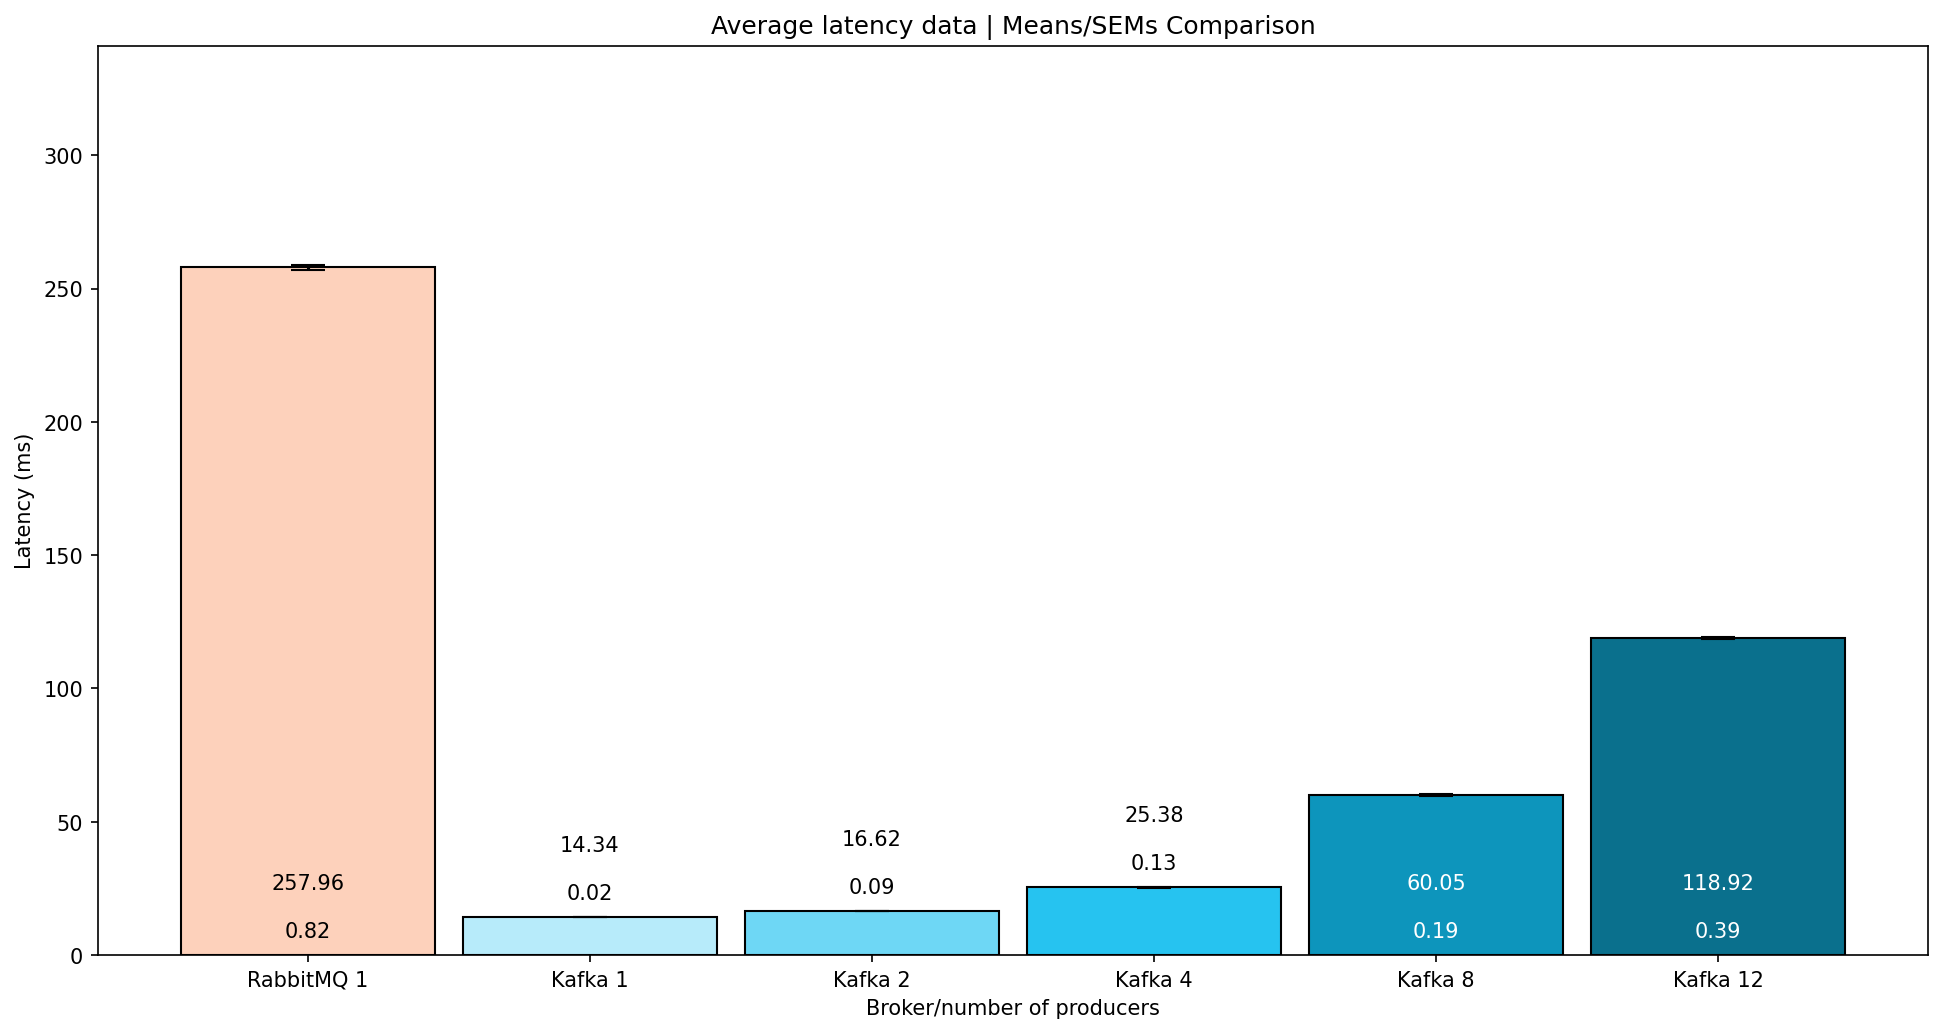 Average latency data | Means/SEMs Comparison
Latency (ms)
300
250
200
150
100
50
0
257.96
0.82
14.34
0.02
16.62
0.09
25.38
0.13
60.05
0.19
118.92
0.39
RabbitMQ 1
Kafka 1
Kafka 2
Kafka 4
Kafka 8
Kafka 12
Broker/number of producers